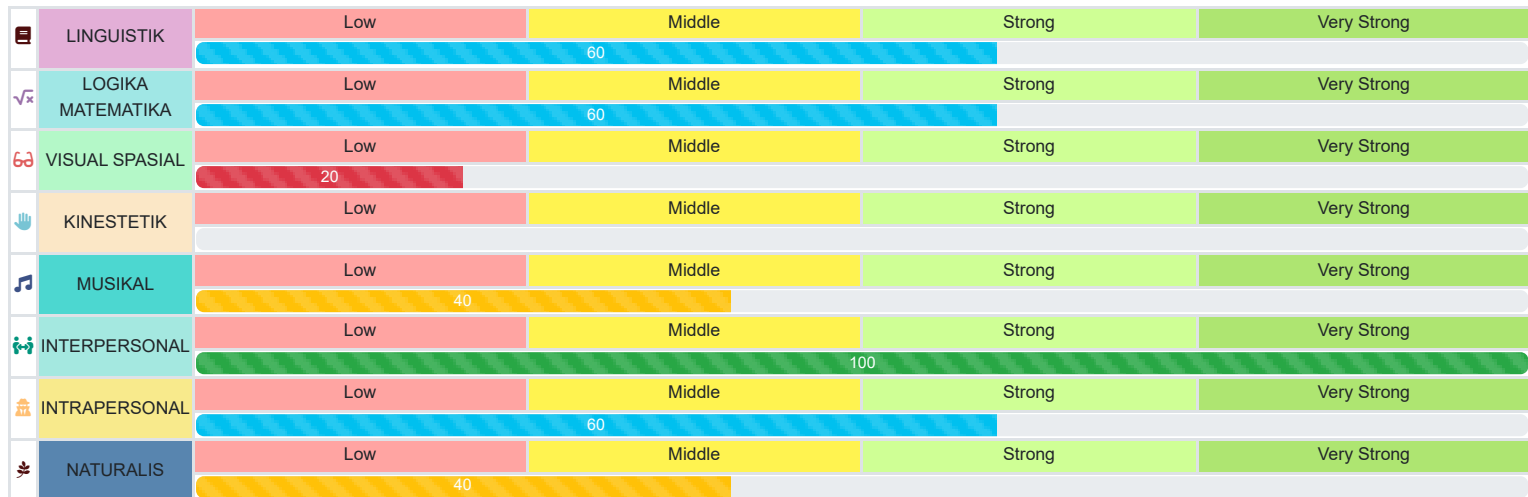 LINGUISTIK
Low Middle Strong Very Strong
60
LOGIKA
MATEMATIKA
Low Middle Strong Very Strong
60
VISUAL SPASIAL
Low Middle Strong Very Strong
20
KINESTETIK
Low Middle Strong Very Strong
MUSIKAL
Low Middle Strong Very Strong
40
INTERPERSONAL
Low Middle Strong Very Strong
100
INTRAPERSONAL
Low Middle Strong Very Strong
60
NATURALIS
Low Middle Strong Very Strong
40